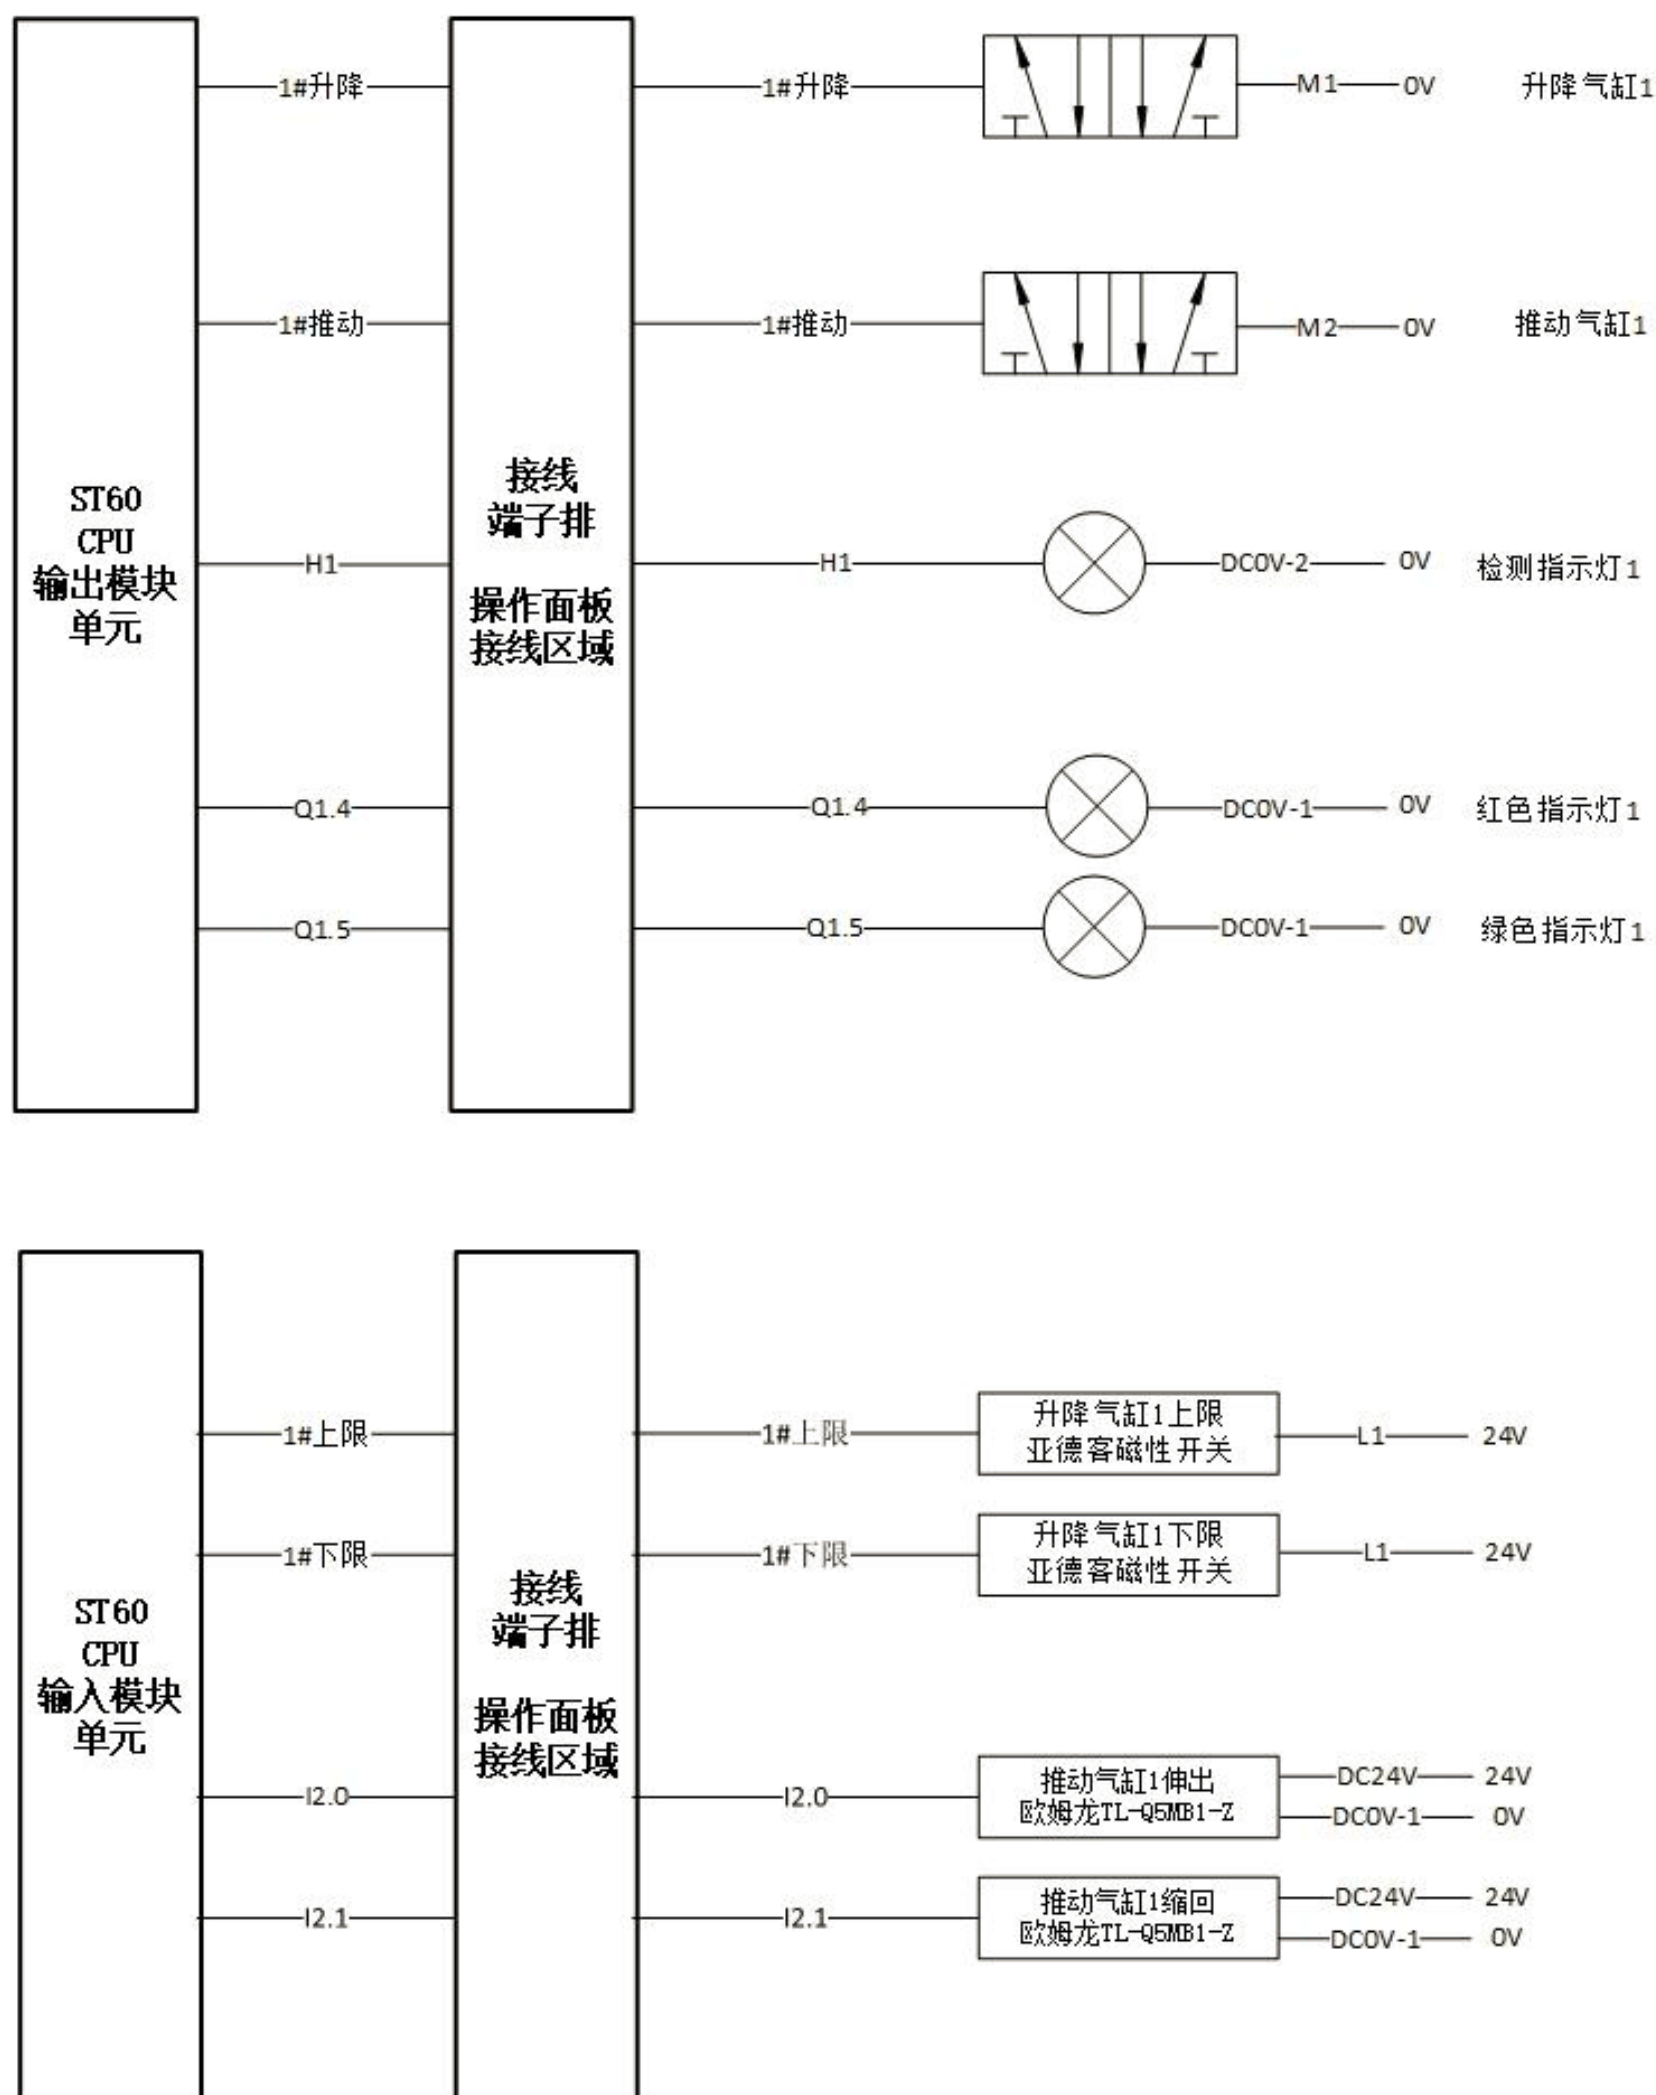 1#升降
1#升降
M1
0V
升降气缸1
1#推动
1#推动
M2
0V
推动气缸1
ST60
CPU
输出模块
单元
接线
端子排
操作面板
接线区域
H1
H1
DC0V-2
0V
检测指示灯1
Q1.4
Q1.4
DC0V-1
0V
红色指示灯1
Q1.5
Q1.5
DC0V-1
0V
绿色指示灯1
1#上限
1#上限
升降气缸1上限
亚德客磁性开关
L1
24V
1#下限
1#下限
升降气缸1下限
亚德客磁性开关
L1
24V
ST60
CPU
输入模块
单元
接线
端子排
操作面板
接线区域
I2.0
I2.0
推动气缸1伸出
欧姆龙TL-Q5MB1-Z
DC24V
24V
DC0V-1
0V
I2.1
I2.1
推动气缸1缩回
欧姆龙TL-Q5MB1-Z
DC24V
24V
DC0V-1
0V